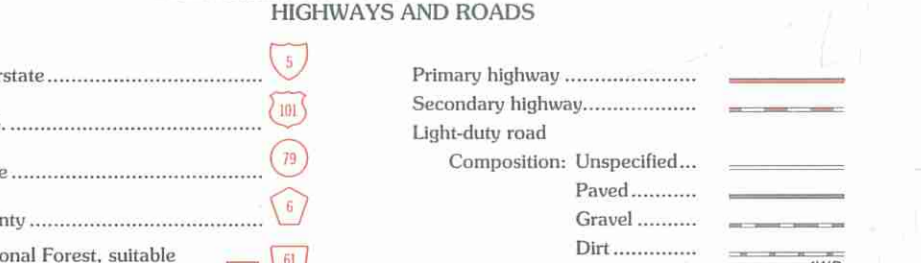 HIGHWAYS AND ROADS
rstate
5
101
e
79
nty
6
onal Forest, suitable
61
Primary highway
Secondary highway
Light-duty road
Composition: Unspecified
Paved
Gravel
Dirt